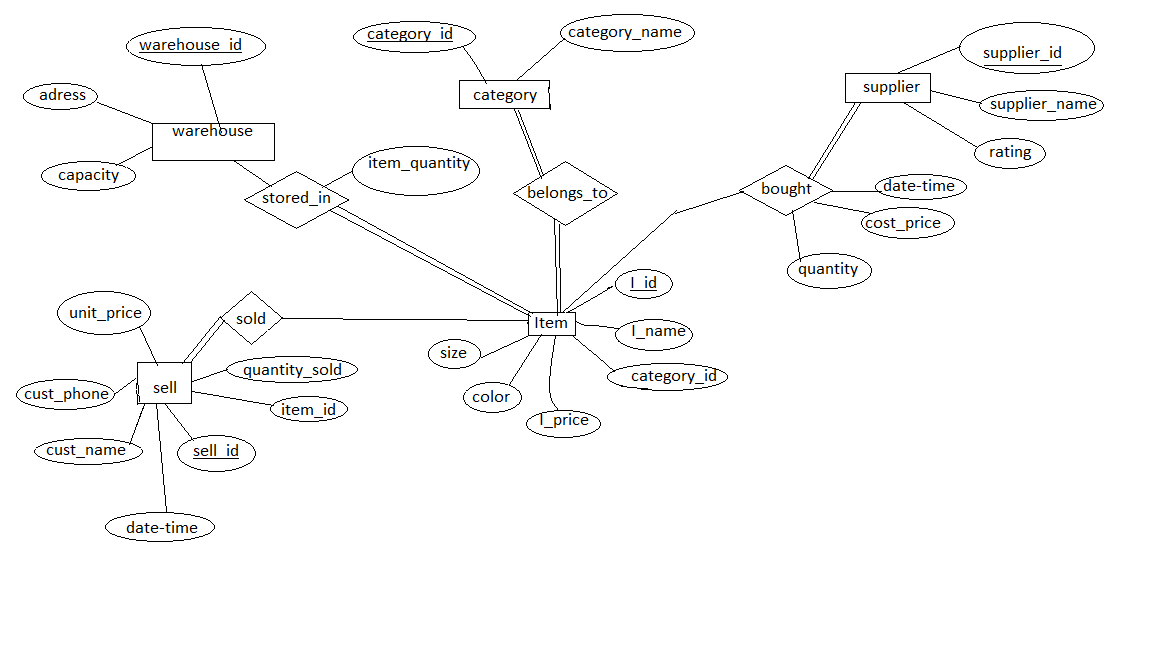 warehouse_id
category_id
category_name
supplier_id
adress
category
supplier
supplier_name
warehouse
capacity
item_quantity
rating
stored_in
belongs_to
bought
date-time
cost_price
quantity
I_id
unit_price
sold
Item
I_name
size
quantity_sold
category_id
sell
cust_phone
item_id
color
I_price
cust_name
sell_id
date-time